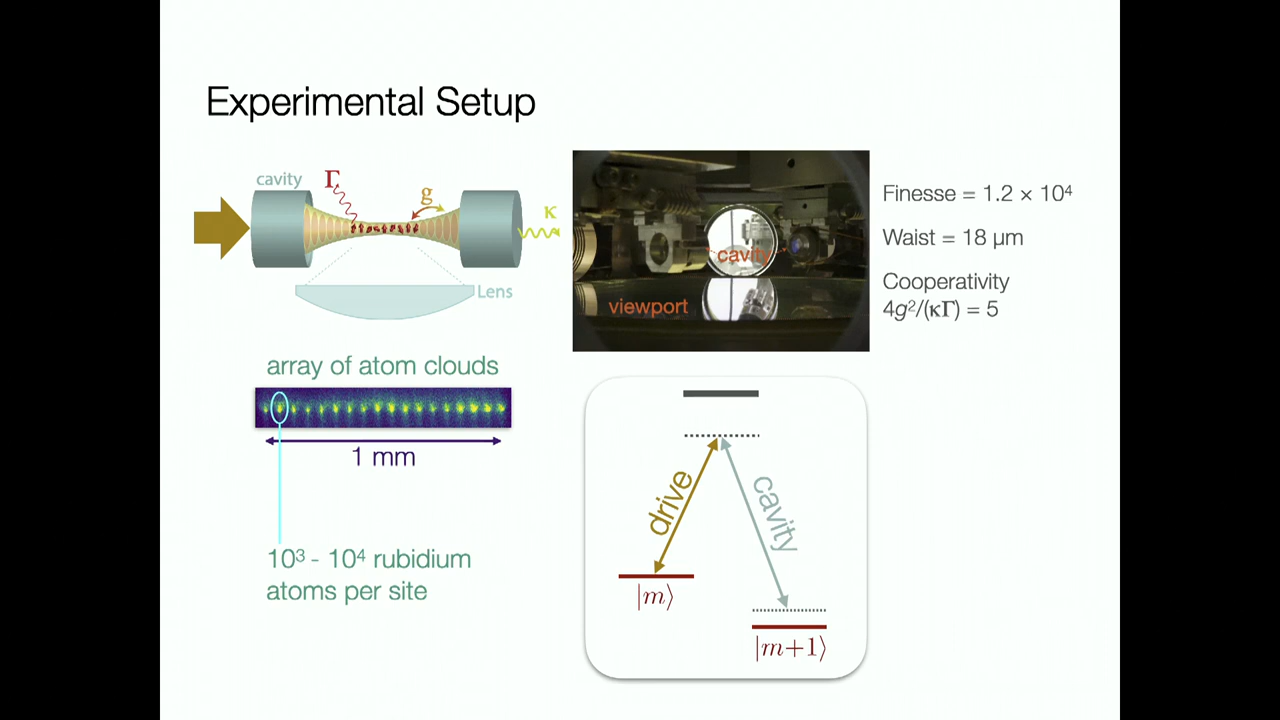 Experimental Setup
cavity
Γ
g
κ
Lens
cavity
viewport
Finesse = 1.2 × 10⁴
Waist = 18 µm
Cooperativity
4g²/(κΓ) = 5
array of atom clouds
1 mm
10³ - 10⁴ rubidium
atoms per site
drive
cavity
|m⟩
|m+1⟩